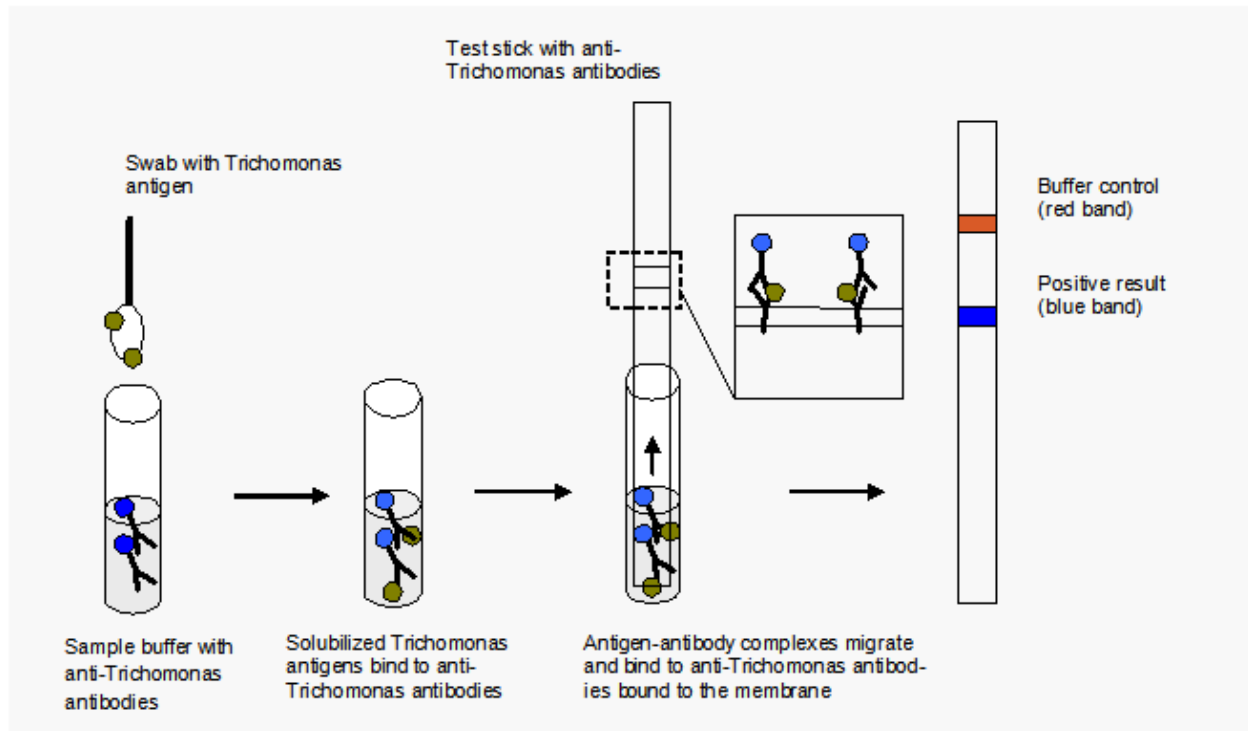 Test stick with anti-
Trichomonas antibodies
Swab with Trichomonas
antigen
Buffer control
(red band)
Positive result
(blue band)
Sample buffer with
anti-Trichomonas
antibodies
Solubilized Trichomonas
antigens bind to anti-
Trichomonas antibodies
Antigen-antibody complexes migrate
and bind to anti-Trichomonas antibod-
ies bound to the membrane